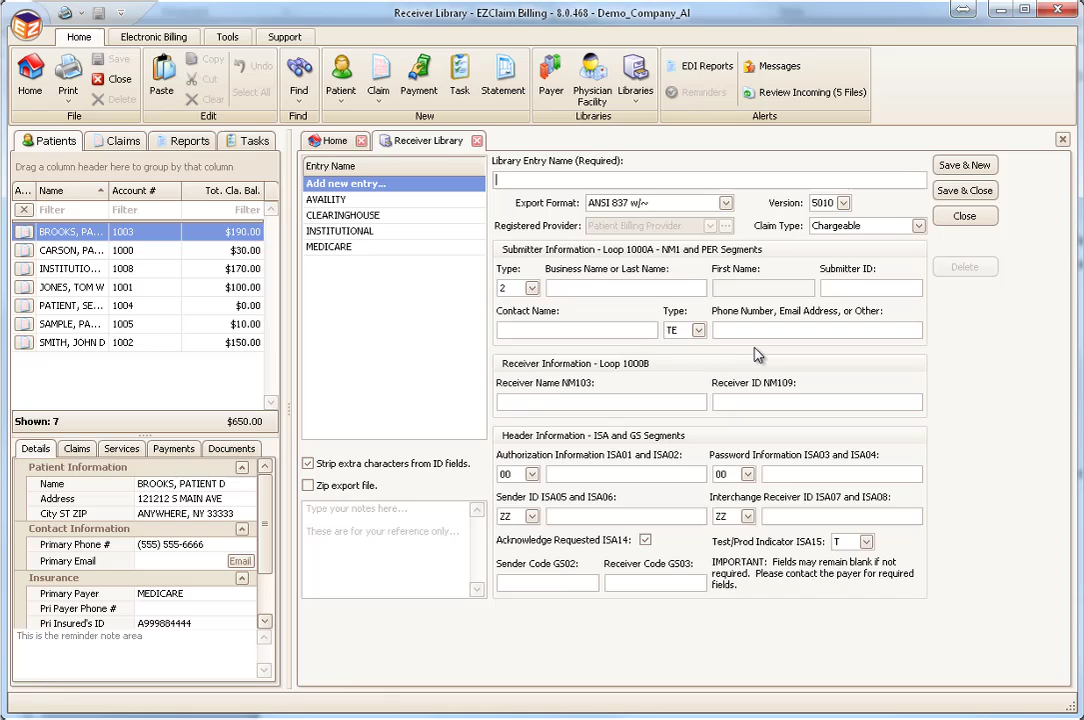 Receiver Library - EZClaim Billing - 8.0.468 - Demo_Company_AI
EZ
Home Electronic Billing Tools Support
Home
Print
Save
Close
Delete
File
Paste
Copy
Cut
Clear
Undo
Select All
Edit
Find
Find
Patient
Claim
Payment
Task
Statement
New
Payer
Physician
Facility
Libraries
Libraries
EDI Reports
Reminders
Messages
Review Incoming (5 Files)
Alerts
Patients Claims Reports Tasks
Drag a column header here to group by that column
A... Name Account # Tot. Cla. Bal.
Filter Filter Filter
BROOKS, PA... 1003 $190.00
CARSON, PA... 1000 $30.00
INSTITUTIO... 1008 $170.00
JONES, TOM W 1001 $100.00
PATIENT, SE... 1004 $0.00
SAMPLE, PA... 1005 $10.00
SMITH, JOHN D 1002 $150.00
Shown: 7 $650.00
Details Claims Services Payments Documents
Patient Information
Name BROOKS, PATIENT D
Address 121212 S MAIN AVE
City ST ZIP ANYWHERE, NY 33333
Contact Information
Primary Phone # (555) 555-6666
Primary Email Email
Insurance
Primary Payer MEDICARE
Pri Payer Phone #
Pri Insured's ID A999884444
This is the reminder note area
Home Receiver Library
Entry Name
Add new entry...
AVAILITY
CLEARINGHOUSE
INSTITUTIONAL
MEDICARE
Strip extra characters from ID fields.
Zip export file.
Type your notes here...
These are for your reference only...
Library Entry Name (Required):
Export Format: ANSI 837 w/~ Version: 5010
Registered Provider: Patient Billing Provider ... Claim Type: Chargeable
Submitter Information - Loop 1000A - NM1 and PER Segments
Type: Business Name or Last Name: First Name: Submitter ID:
2
Contact Name: Type: Phone Number, Email Address, or Other:
TE
Receiver Information - Loop 1000B
Receiver Name NM103: Receiver ID NM109:
Header Information - ISA and GS Segments
Authorization Information ISA01 and ISA02: Password Information ISA03 and ISA04:
00 00
Sender ID ISA05 and ISA06: Interchange Receiver ID ISA07 and ISA08:
ZZ ZZ
Acknowledge Requested ISA14: Test/Prod Indicator ISA15: T
Sender Code GS02: Receiver Code GS03:
IMPORTANT: Fields may remain blank if not
required. Please contact the payer for required
fields.
Save & New
Save & Close
Close
Delete